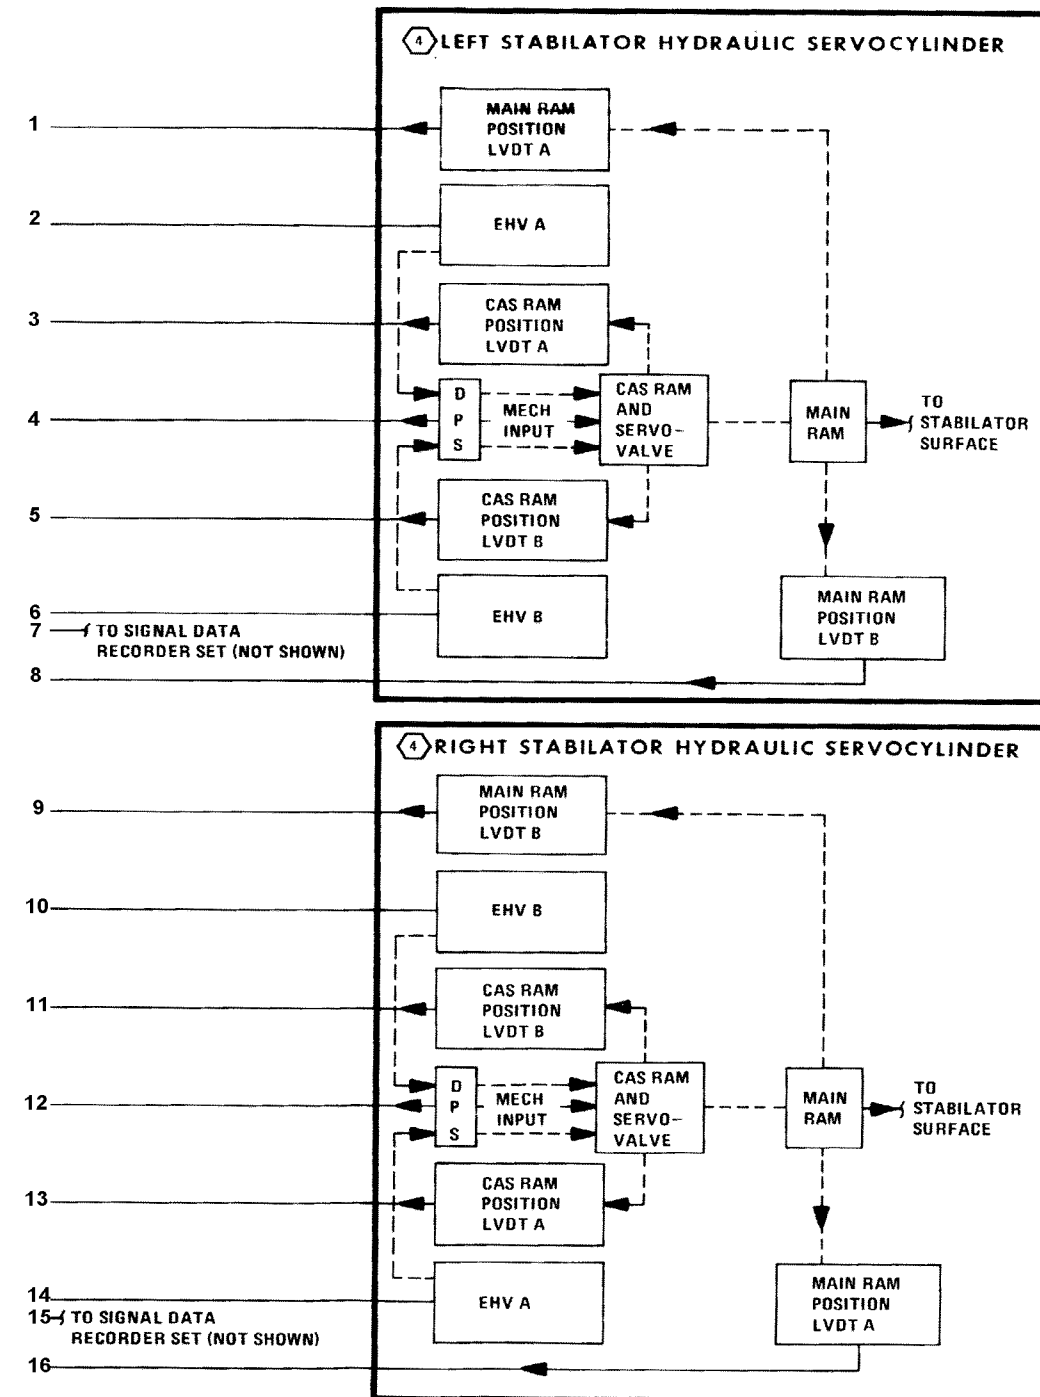 4 LEFT STABILATOR HYDRAULIC SERVOCYLINDER
1
MAIN RAM
POSITION
LVDT A
2
EHV A
3
CAS RAM
POSITION
LVDT A
4
D
P
S
MECH
INPUT
CAS RAM
AND
SERVO-
VALVE
MAIN
RAM
TO
STABILATOR
SURFACE
5
CAS RAM
POSITION
LVDT B
6
EHV B
MAIN RAM
POSITION
LVDT B
7 TO SIGNAL DATA
RECORDER SET (NOT SHOWN)
8
4 RIGHT STABILATOR HYDRAULIC SERVOCYLINDER
9
MAIN RAM
POSITION
LVDT B
10
EHV B
11
CAS RAM
POSITION
LVDT B
12
D
P
S
MECH
INPUT
CAS RAM
AND
SERVO-
VALVE
MAIN
RAM
TO
STABILATOR
SURFACE
13
CAS RAM
POSITION
LVDT A
14
EHV A
MAIN RAM
POSITION
LVDT A
15 TO SIGNAL DATA
RECORDER SET (NOT SHOWN)
16